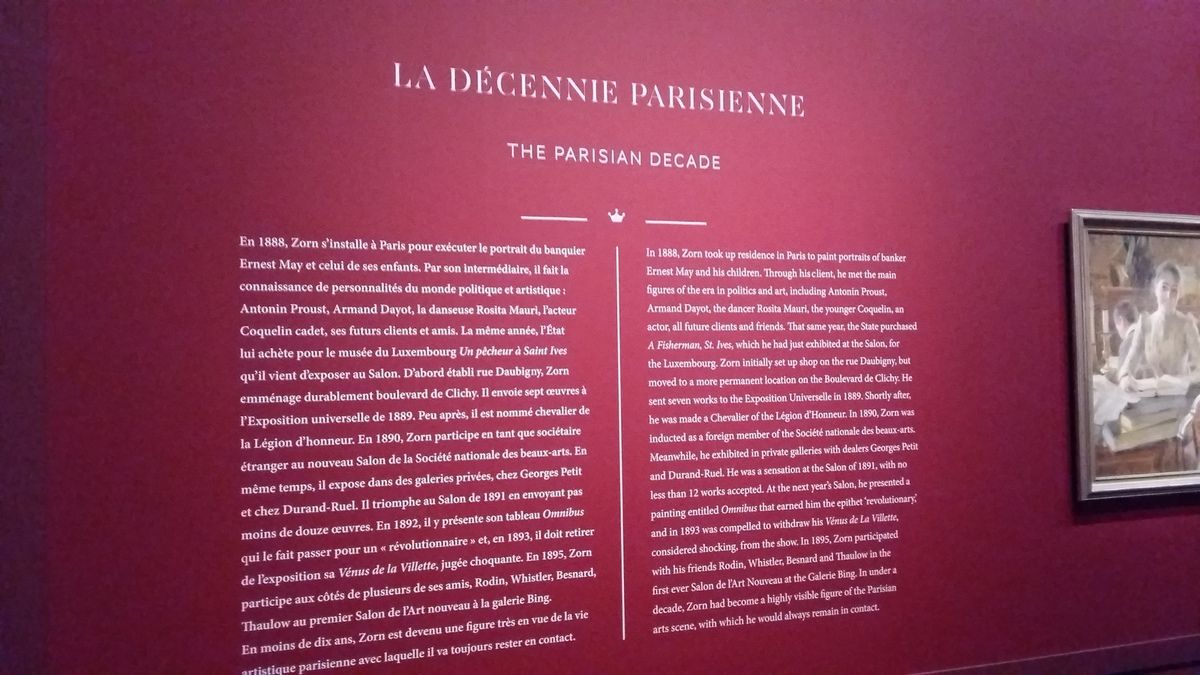 LA DÉCENNIE PARISIENNE
THE PARISIAN DECADE
En 1888, Zorn s'installe à Paris pour exécuter le portrait du banquier
Ernest May et celui de ses enfants. Par son intermédiaire, il fait la
connaissance de personnalités du monde politique et artistique :
Antonin Proust, Armand Dayot, la danseuse Rosita Mauri, l'acteur
Coquelin cadet, ses futurs clients et amis. La même année, l'État
lui achète pour le musée du Luxembourg Un pêcheur à Saint Ives
qu'il vient d'exposer au Salon. D'abord établi rue Daubigny, Zorn
emménage durablement boulevard de Clichy. Il envoie sept œuvres à
l'Exposition universelle de 1889. Peu après, il est nommé chevalier de
la Légion d'honneur. En 1890, Zorn participe en tant que sociétaire
étranger au nouveau Salon de la Société nationale des beaux-arts. En
même temps, il expose dans des galeries privées, chez Georges Petit
et chez Durand-Ruel. Il triomphe au Salon de 1891 en envoyant pas
moins de douze œuvres. En 1892, il y présente son tableau Omnibus
qui le fait passer pour un « révolutionnaire » et, en 1893, il doit retirer
de l'exposition sa Vénus de la Villette, jugée choquante. En 1895, Zorn
participe aux côtés de plusieurs de ses amis, Rodin, Whistler, Besnard,
Thaulow au premier Salon de l'Art nouveau à la galerie Bing.
En moins de dix ans, Zorn est devenu une figure très en vue de la vie
artistique parisienne avec laquelle il va toujours rester en contact.
In 1888, Zorn took up residence in Paris to paint portraits of banker
Ernest May and his children. Through his client, he met the main
figures of the era in politics and art, including Antonin Proust,
Armand Dayot, the dancer Rosita Mauri, the younger Coquelin, an
actor, all future clients and friends. That same year, the State purchased
A Fisherman, St. Ives, which he had just exhibited at the Salon, for
the Luxembourg. Zorn initially set up shop on the rue Daubigny, but
moved to a more permanent location on the Boulevard de Clichy. He
sent seven works to the Exposition Universelle in 1889. Shortly after,
he was made a Chevalier of the Légion d'Honneur. In 1890, Zorn was
inducted as a foreign member of the Société nationale des beaux-arts.
Meanwhile, he exhibited in private galleries with dealers Georges Petit
and Durand-Ruel. He was a sensation at the Salon of 1891, with no
less than 12 works accepted. At the next year's Salon, he presented a
painting entitled Omnibus that earned him the epithet 'revolutionary,'
and in 1893 was compelled to withdraw his Vénus de La Villette,
considered shocking, from the show. In 1895, Zorn participated
with his friends Rodin, Whistler, Besnard and Thaulow in the
first ever Salon de l'Art Nouveau at the Galerie Bing. In under a
decade, Zorn had become a highly visible figure of the Parisian
arts scene, with which he would always remain in contact.